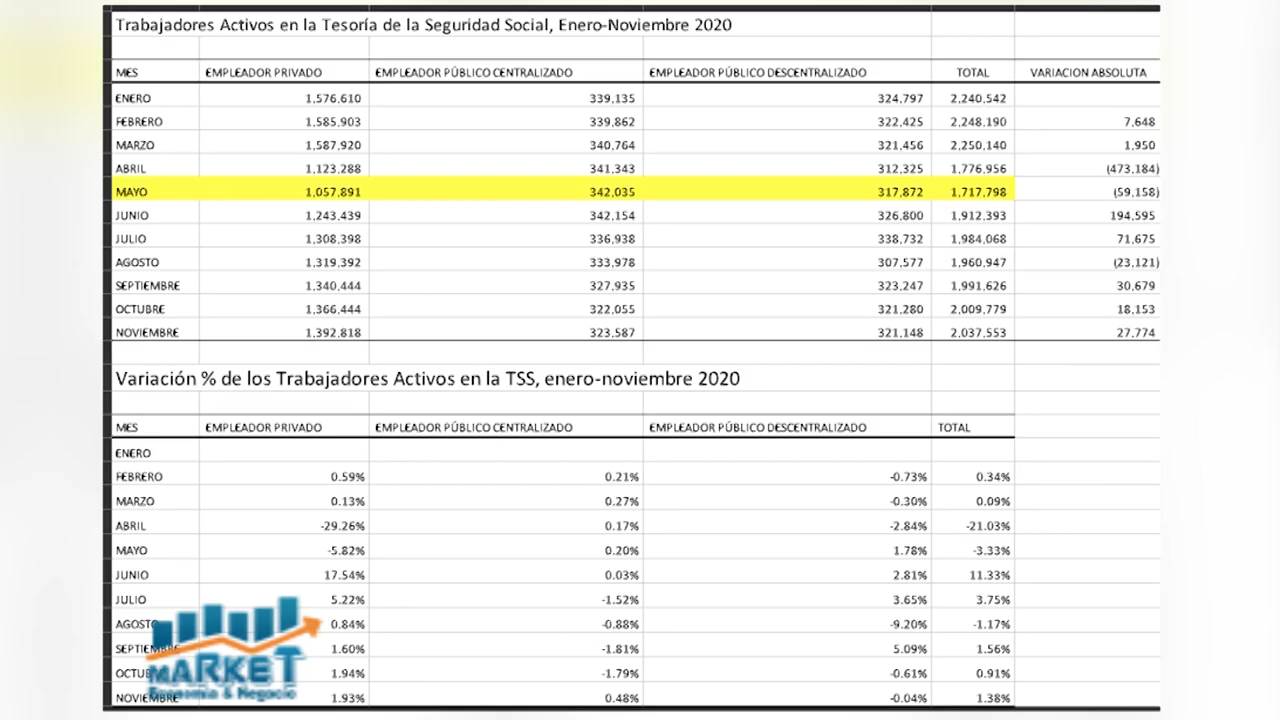 Trabajadores Activos en la Tesoría de la Seguridad Social, Enero-Noviembre 2020
MES EMPLEADOR PRIVADO EMPLEADOR PÚBLICO CENTRALIZADO EMPLEADOR PÚBLICO DESCENTRALIZADO TOTAL VARIACION ABSOLUTA
ENERO 1,576,610 339,135 324,797 2,240,542
FEBRERO 1,585,903 339,862 322,425 2,248,190 7,648
MARZO 1,587,920 340,764 321,456 2,250,140 1,950
ABRIL 1,123,288 341,343 312,325 1,776,956 (473,184)
MAYO 1,057,891 342,035 317,872 1,717,798 (59,158)
JUNIO 1,243,439 342,154 326,800 1,912,393 194,595
JULIO 1,308,398 336,938 338,732 1,984,068 71,675
AGOSTO 1,319,392 333,978 307,577 1,960,947 (23,121)
SEPTIEMBRE 1,340,444 327,935 323,247 1,991,626 30,679
OCTUBRE 1,366,444 322,055 321,280 2,009,779 18,153
NOVIEMBRE 1,392,818 323,587 321,148 2,037,553 27,774
Variación % de los Trabajadores Activos en la TSS, enero-noviembre 2020
MES EMPLEADOR PRIVADO EMPLEADOR PÚBLICO CENTRALIZADO EMPLEADOR PÚBLICO DESCENTRALIZADO TOTAL
ENERO
FEBRERO 0.59% 0.21% -0.73% 0.34%
MARZO 0.13% 0.27% -0.30% 0.09%
ABRIL -29.26% 0.17% -2.84% -21.03%
MAYO -5.82% 0.20% 1.78% -3.33%
JUNIO 17.54% 0.03% 2.81% 11.33%
JULIO 5.22% -1.52% 3.65% 3.75%
AGOSTO 0.84% -0.88% -9.20% -1.17%
SEPTIEMBRE 1.60% -1.81% 5.09% 1.56%
OCTUBRE 1.94% -1.79% -0.61% 0.91%
NOVIEMBRE 1.93% 0.48% -0.04% 1.38%
MARKET
Economía & Negocio